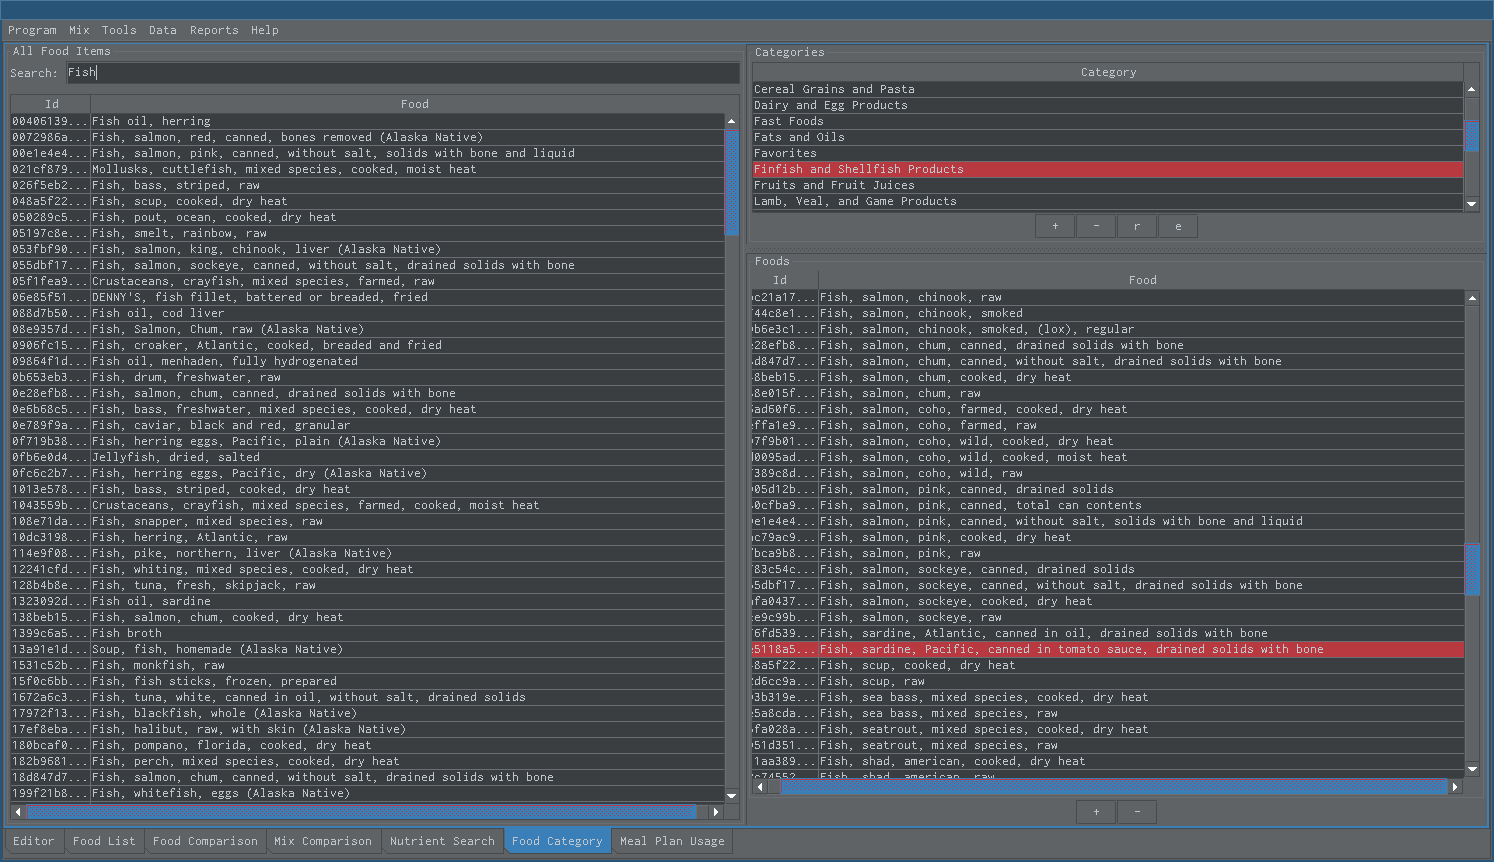 Program Mix Tools Data Reports Help
All Food Items
Search: Fish
Id Food
00406139... Fish oil, herring
0072986a... Fish, salmon, red, canned, bones removed (Alaska Native)
00e1e4e4... Fish, salmon, pink, canned, without salt, solids with bone and liquid
021cf879... Mollusks, cuttlefish, mixed species, cooked, moist heat
026f5eb2... Fish, bass, striped, raw
048a5f22... Fish, scup, cooked, dry heat
050289c5... Fish, pout, ocean, cooked, dry heat
05197c8e... Fish, smelt, rainbow, raw
053fbf90... Fish, salmon, king, chinook, liver (Alaska Native)
055dbf17... Fish, salmon, sockeye, canned, without salt, drained solids with bone
05f1fea9... Crustaceans, crayfish, mixed species, farmed, raw
06e85f51... DENNY'S, fish fillet, battered or breaded, fried
088d7b50... Fish oil, cod liver
08e9357d... Fish, Salmon, Chum, raw (Alaska Native)
0906fc15... Fish, croaker, Atlantic, cooked, breaded and fried
09864f1d... Fish oil, menhaden, fully hydrogenated
0b653eb3... Fish, drum, freshwater, raw
0e28efb8... Fish, salmon, chum, canned, drained solids with bone
0e6b68c5... Fish, bass, freshwater, mixed species, cooked, dry heat
0e789f9a... Fish, caviar, black and red, granular
0f719b38... Fish, herring eggs, Pacific, plain (Alaska Native)
0fb6e0d4... Jellyfish, dried, salted
0fc6c2b7... Fish, herring eggs, Pacific, dry (Alaska Native)
1013e578... Fish, bass, striped, cooked, dry heat
1043559b... Crustaceans, crayfish, mixed species, farmed, cooked, moist heat
108e71da... Fish, snapper, mixed species, raw
10dc3198... Fish, herring, Atlantic, raw
114e9f08... Fish, pike, northern, liver (Alaska Native)
12241cfd... Fish, whiting, mixed species, cooked, dry heat
128b4b8e... Fish, tuna, fresh, skipjack, raw
1323092d... Fish oil, sardine
138beb15... Fish, salmon, chum, cooked, dry heat
1399c6a5... Fish broth
13a91e1d... Soup, fish, homemade (Alaska Native)
1531c52b... Fish, monkfish, raw
15f0c6bb... Fish, fish sticks, frozen, prepared
1672a6c3... Fish, tuna, white, canned in oil, without salt, drained solids
17972f13... Fish, blackfish, whole (Alaska Native)
17ef8eba... Fish, halibut, raw, with skin (Alaska Native)
180bcaf0... Fish, pompano, florida, cooked, dry heat
182b9681... Fish, perch, mixed species, cooked, dry heat
18d847d7... Fish, salmon, chum, canned, without salt, drained solids with bone
199f21b8... Fish, whitefish, eggs (Alaska Native)
Categories
Category
Cereal Grains and Pasta
Dairy and Egg Products
Fast Foods
Fats and Oils
Favorites
Finfish and Shellfish Products
Fruits and Fruit Juices
Lamb, Veal, and Game Products
+ - r e
Foods
Id Food
c21a17... Fish, salmon, chinook, raw
44c8e1... Fish, salmon, chinook, smoked
b6e3c1... Fish, salmon, chinook, smoked, (lox), regular
28efb8... Fish, salmon, chum, canned, drained solids with bone
d847d7... Fish, salmon, chum, canned, without salt, drained solids with bone
8beb15... Fish, salmon, chum, cooked, dry heat
8e015f... Fish, salmon, chum, raw
ad60f6... Fish, salmon, coho, farmed, cooked, dry heat
ffa1e9... Fish, salmon, coho, farmed, raw
7f9b01... Fish, salmon, coho, wild, cooked, dry heat
0095ad... Fish, salmon, coho, wild, cooked, moist heat
389c8d... Fish, salmon, coho, wild, raw
05d12b... Fish, salmon, pink, canned, drained solids
0cfba9... Fish, salmon, pink, canned, total can contents
e1e4e4... Fish, salmon, pink, canned, without salt, solids with bone and liquid
c79ac9... Fish, salmon, pink, cooked, dry heat
bca9b8... Fish, salmon, pink, raw
83c54c... Fish, salmon, sockeye, canned, drained solids
5dbf17... Fish, salmon, sockeye, canned, without salt, drained solids with bone
fa0437... Fish, salmon, sockeye, cooked, dry heat
e9c99b... Fish, salmon, sockeye, raw
6fd539... Fish, sardine, Atlantic, canned in oil, drained solids with bone
5118a5... Fish, sardine, Pacific, canned in tomato sauce, drained solids with bone
8a5f22... Fish, scup, cooked, dry heat
d6cc9a... Fish, scup, raw
3b319e... Fish, sea bass, mixed species, cooked, dry heat
5a8cda... Fish, sea bass, mixed species, raw
fa028a... Fish, seatrout, mixed species, cooked, dry heat
51d351... Fish, seatrout, mixed species, raw
1aa389... Fish, shad, american, cooked, dry heat
c74552... Fish, shad, american, raw
+ -
Editor Food List Food Comparison Mix Comparison Nutrient Search Food Category Meal Plan Usage